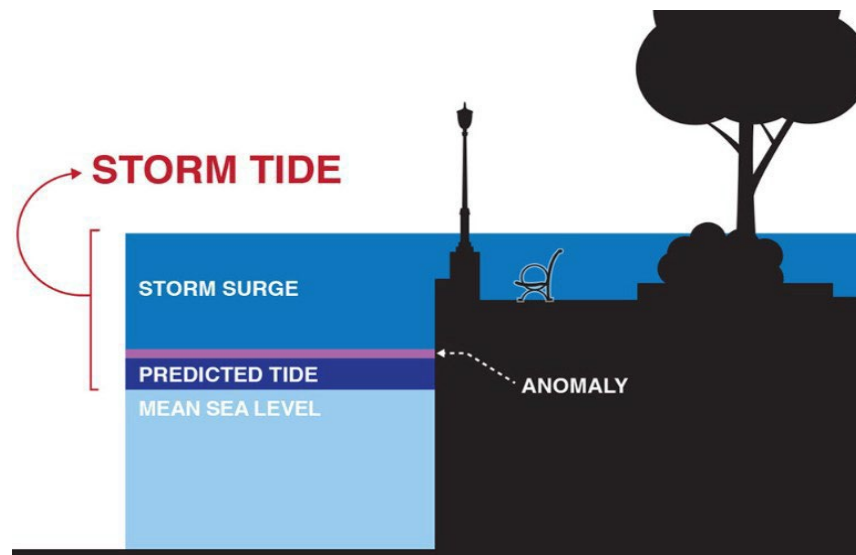 STORM TIDE
STORM SURGE
PREDICTED TIDE
ANOMALY
MEAN SEA LEVEL